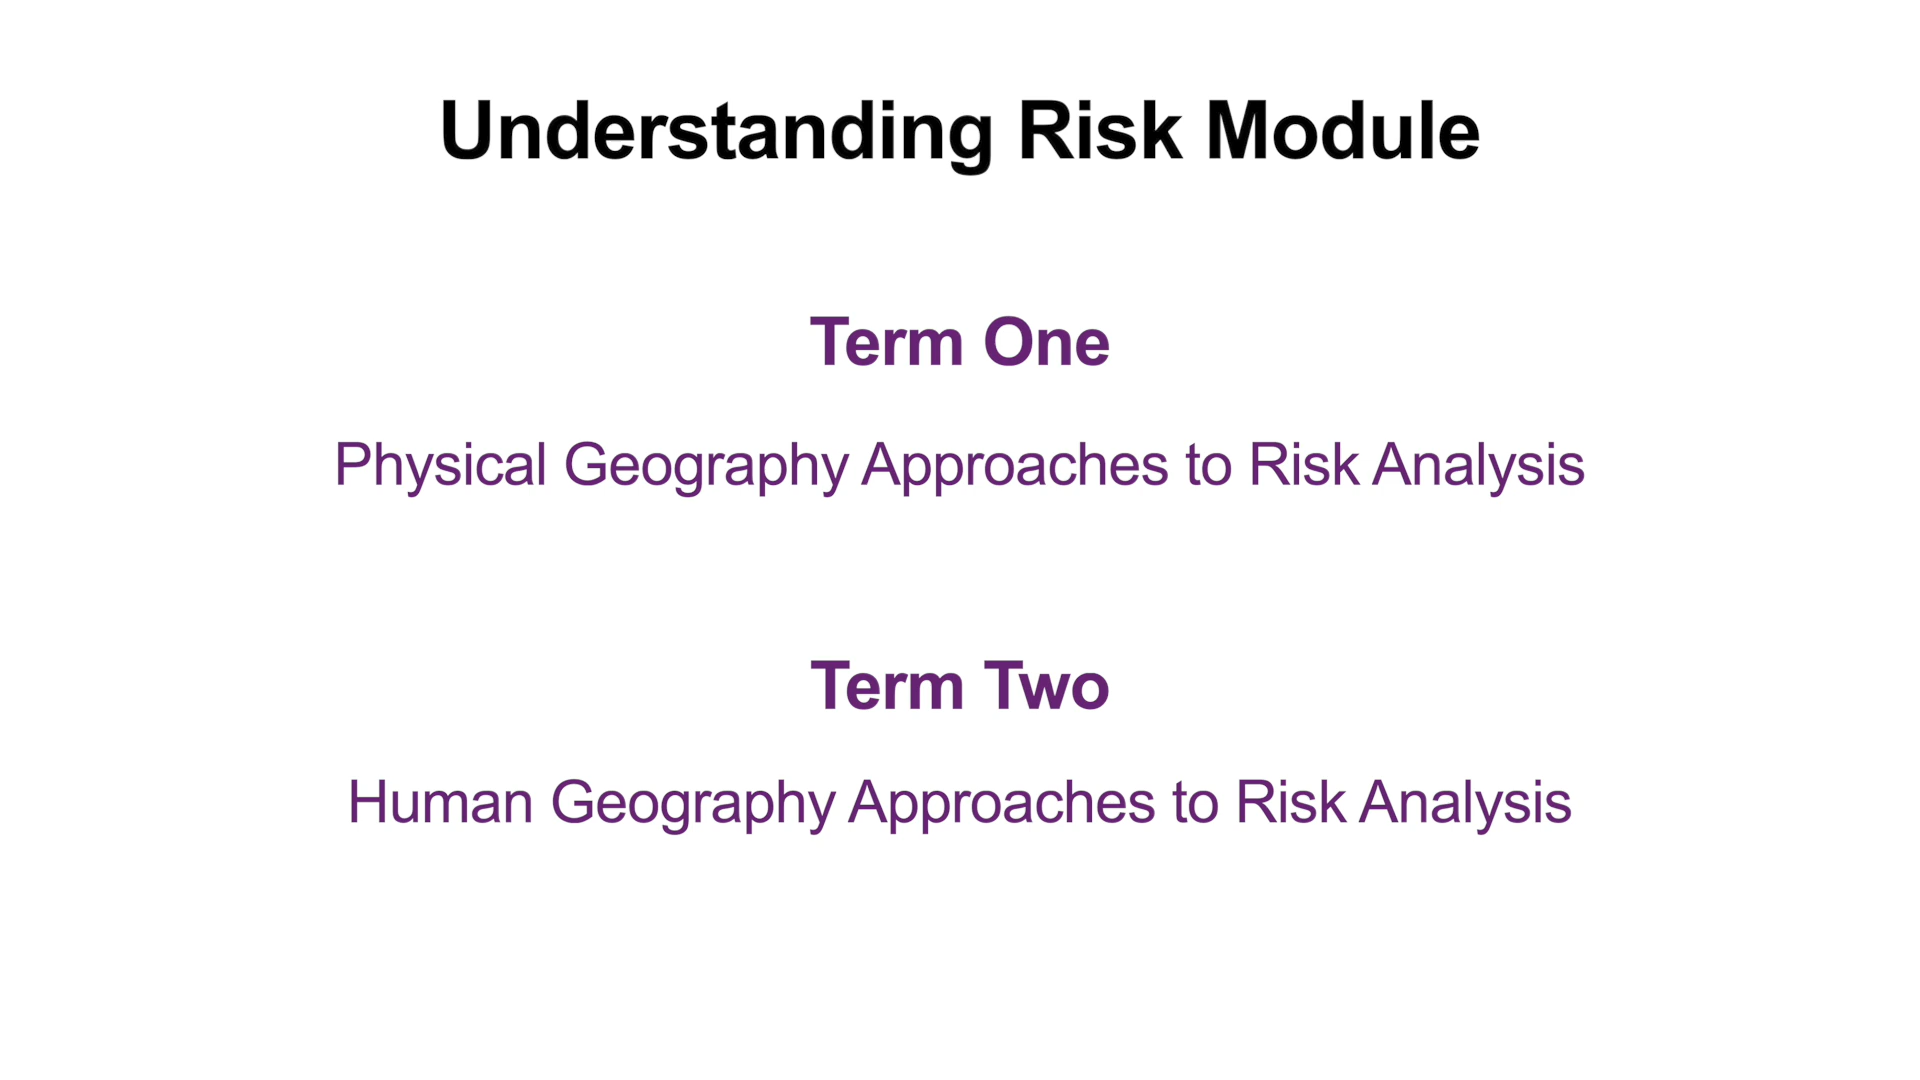 Understanding Risk Module
Term One
Physical Geography Approaches to Risk Analysis
Term Two
Human Geography Approaches to Risk Analysis